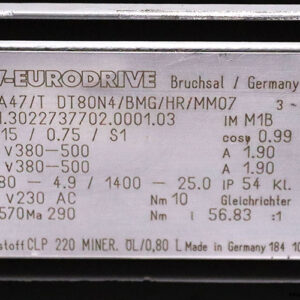 -EURODRIVE Bruchsal / Germany
A47/T DT80N4/BMG/HR/MM07 3 ~
1.3022737702.0001.03 IM M1B
15 / 0.75 / S1 cosφ 0.99
V380-500 A 1.90
V380-500 A 1.90
80 - 4.9 / 1400 - 25.0 IP 54 Kl.
V230 AC Nm 10 Gleichrichter
570Ma 290 Nm i 56.83 :1
stoff CLP 220 MINER. ÖL/0,80 L Made in Germany 184 10